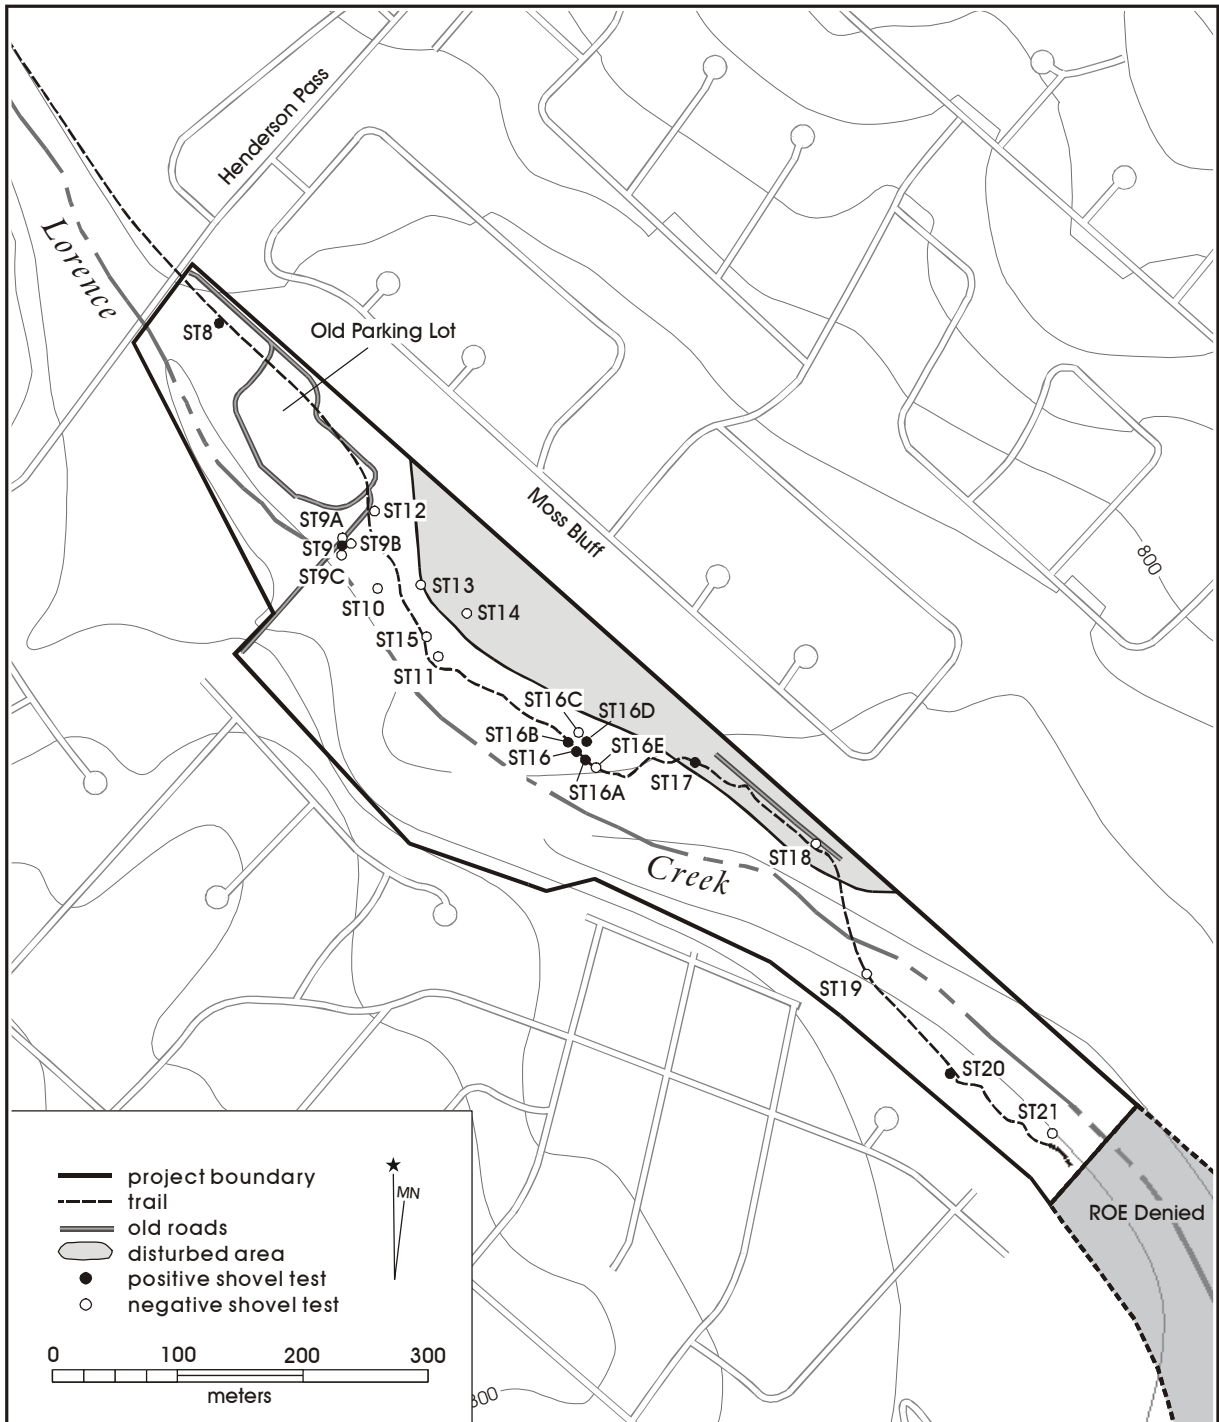 Henderson Pass
Lorence
ST8
Old Parking Lot
ST9A
ST12
ST9
ST9B
ST9C
ST10
ST13
ST14
ST15
ST11
Moss Bluff
800
ST16C
ST16D
ST16B
ST16
ST16E
ST16A
ST17
ST18
Creek
ST19
ST20
ST21
ROE Denied
project boundary
trail
old roads
disturbed area
positive shovel test
negative shovel test
MN
0 100 200 300
meters
800